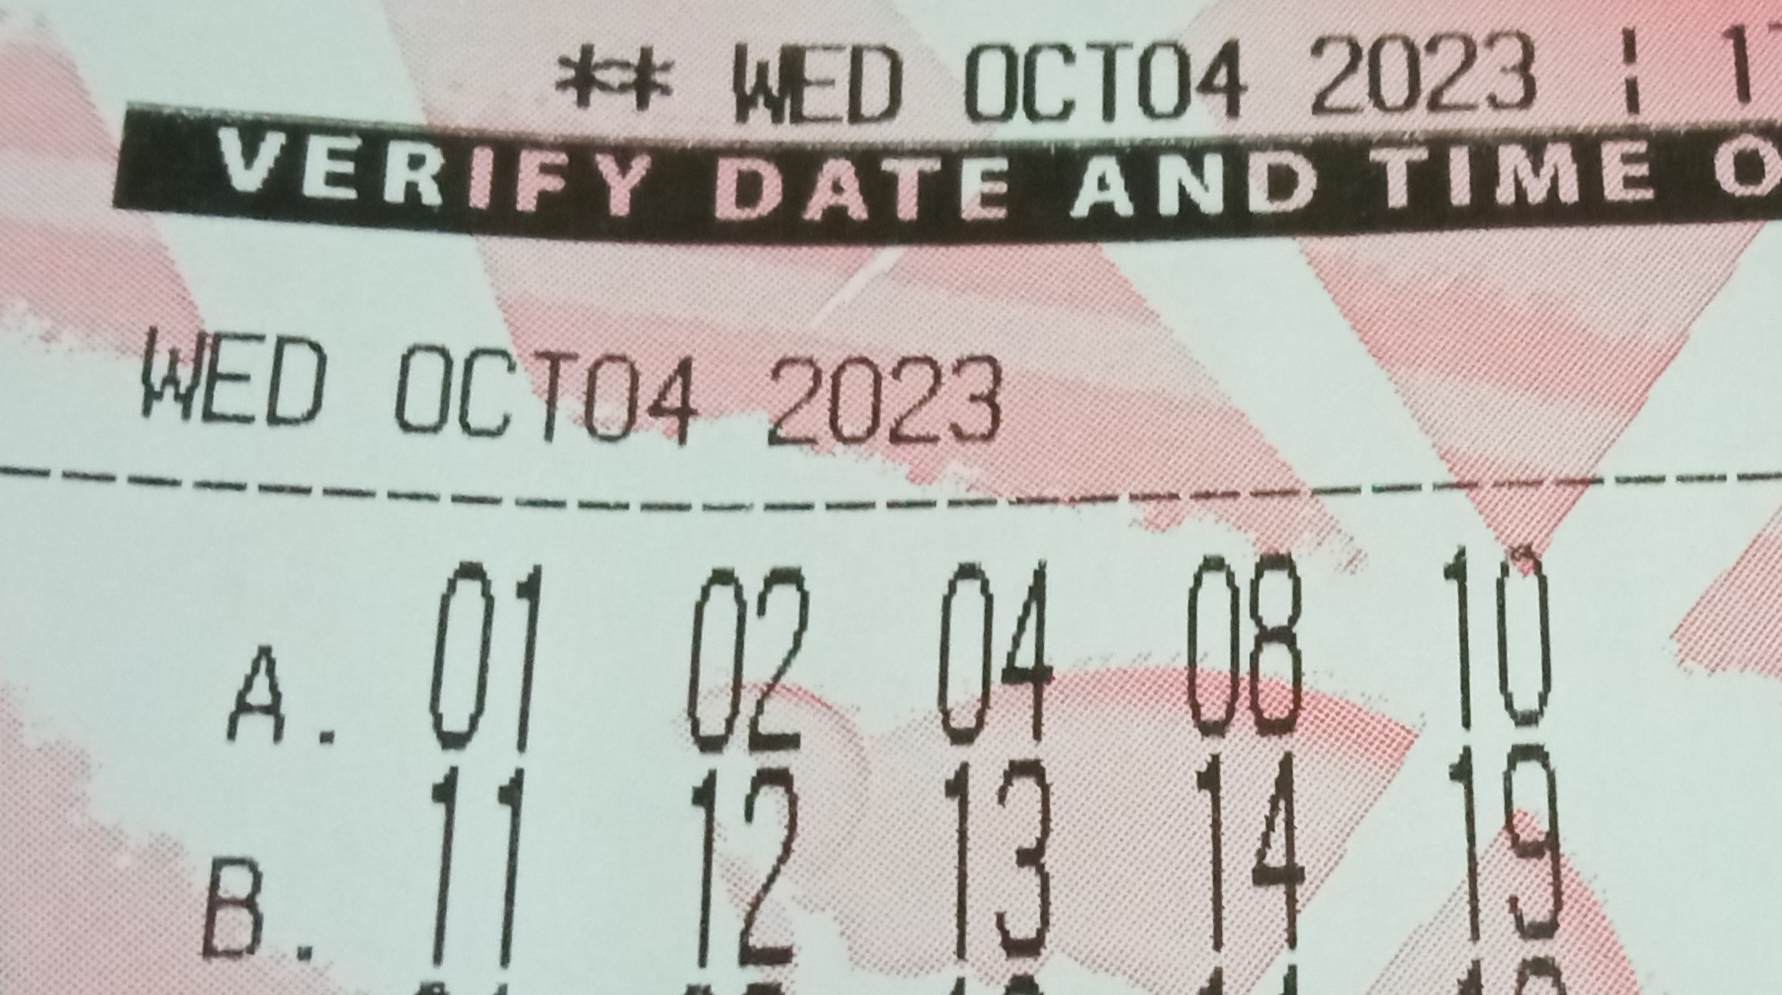 ** WED OCT04 2023 ¦ 1
VERIFY DATE AND TIME O
WED OCT04 2023
A. 01 02 04 08 10
B. 11 12 13 14 19